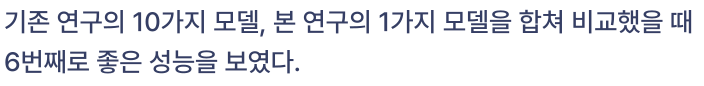 기존 연구의 10가지 모델, 본 연구의 1가지 모델을 합쳐 비교했을 때
6번째로 좋은 성능을 보였다.